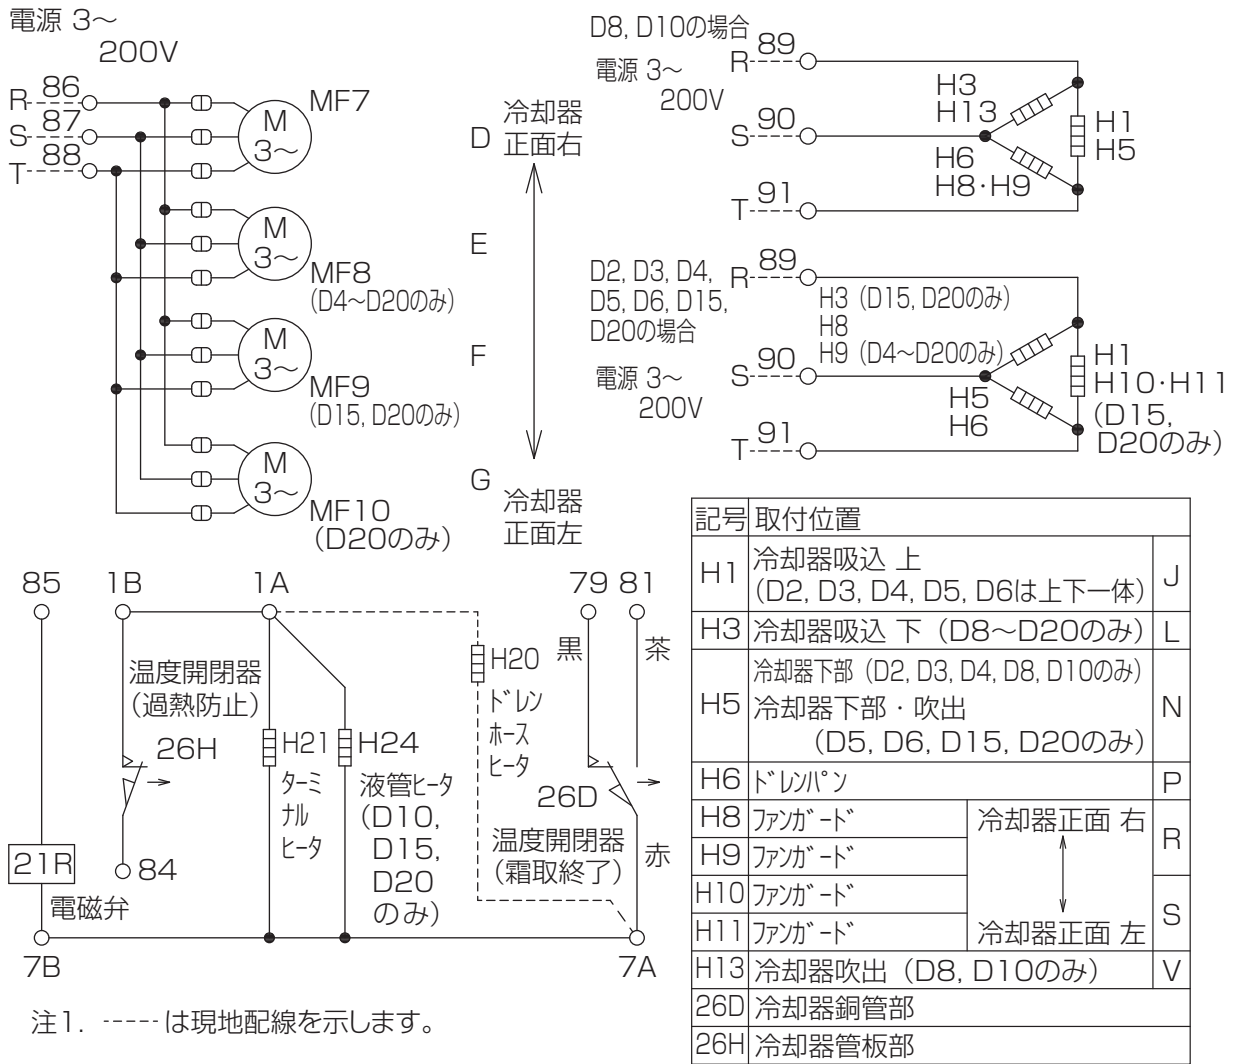 電源 3～
200V
R 86
S 87
T 88
M
3～
MF7
M
3～
MF8
(D4～D20のみ)
M
3～
MF9
(D15, D20のみ)
M
3～
MF10
(D20のみ)
D 冷却器
正面右
E
F
G 冷却器
正面左
D8, D10の場合
電源 3～
200V
R 89
S 90
T 91
H3
H13
H1
H5
H6
H8・H9
D2, D3, D4,
D5, D6, D15,
D20の場合
電源 3～
200V
R 89
S 90
T 91
H3 (D15, D20のみ)
H8
H9 (D4～D20のみ)
H5
H6
H1
H10・H11
(D15,
D20のみ)
85 1B 1A 79 81
温度開閉器
(過熱防止)
26H
84
21R
電磁弁
7B
H21
ターミ
ナル
ヒータ
H24
液管ヒータ
(D10,
D15,
D20
のみ)
H20
ドレン
ホース
ヒータ
黒 茶
26D
温度開閉器
(霜取終了)
赤
7A
記号 取付位置
H1 冷却器吸込 上
(D2, D3, D4, D5, D6は上下一体) J
H3 冷却器吸込 下 (D8～D20のみ) L
冷却器下部 (D2, D3, D4, D8, D10のみ)
H5 冷却器下部・吹出 N
(D5, D6, D15, D20のみ)
H6 ドレンパン P
H8 ファンガード 冷却器正面 右
H9 ファンガード R
H10 ファンガード
H11 ファンガード 冷却器正面 左 S
H13 冷却器吹出 (D8, D10のみ) V
26D 冷却器銅管部
26H 冷却器管板部
注1. ----- は現地配線を示します。